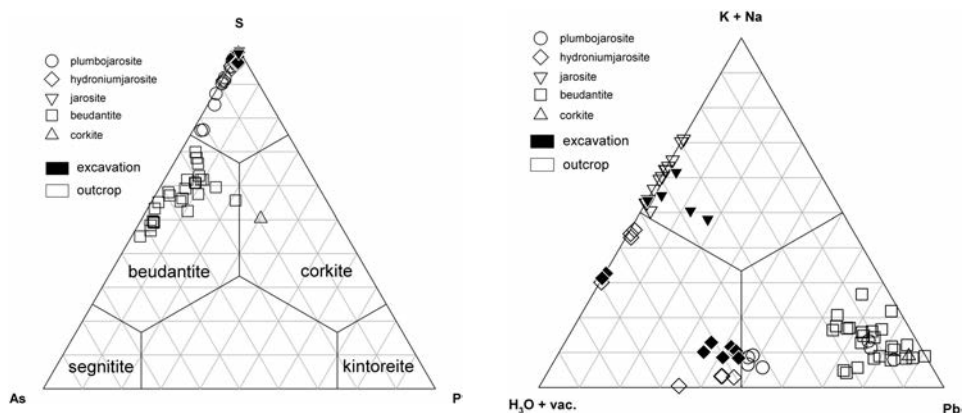 S
plumbojarosite
hydroniumjarosite
jarosite
beudantite
corkite
excavation
outcrop
beudantite
corkite
segnitite
kintoreite
As
P
K + Na
plumbojarosite
hydroniumjarosite
jarosite
beudantite
corkite
excavation
outcrop
H₃O + vac.
Pb